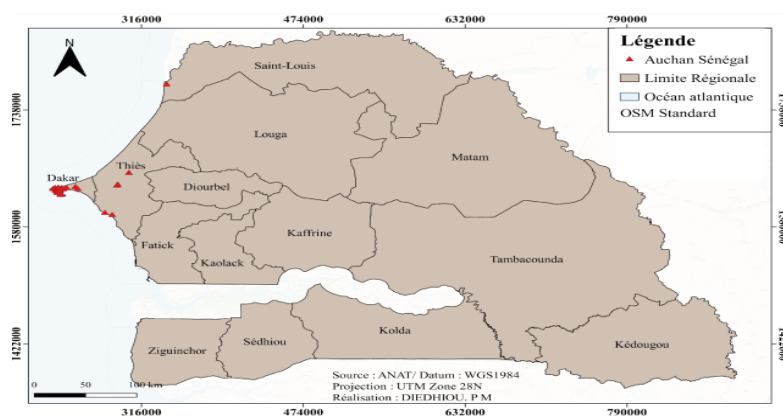 316000 474000 632000 790000
N
Légende
Auchan Sénégal
Limite Régionale
Océan atlantique
OSM Standard
Saint-Louis
1738000
Louga
Matam
Thiès
Dakar
Diourbel
1580000
Kaffrine
Fatick
Kaolack
Tambacounda
Kolda
Sédhiou
Ziguinchor
Kédougou
1422000
Source : ANAT/ Datum : WGS1984
Projection : UTM Zone 28N
Réalisation : DIEDHIOU. P M
0 50 100 km
316000 474000 632000 790000